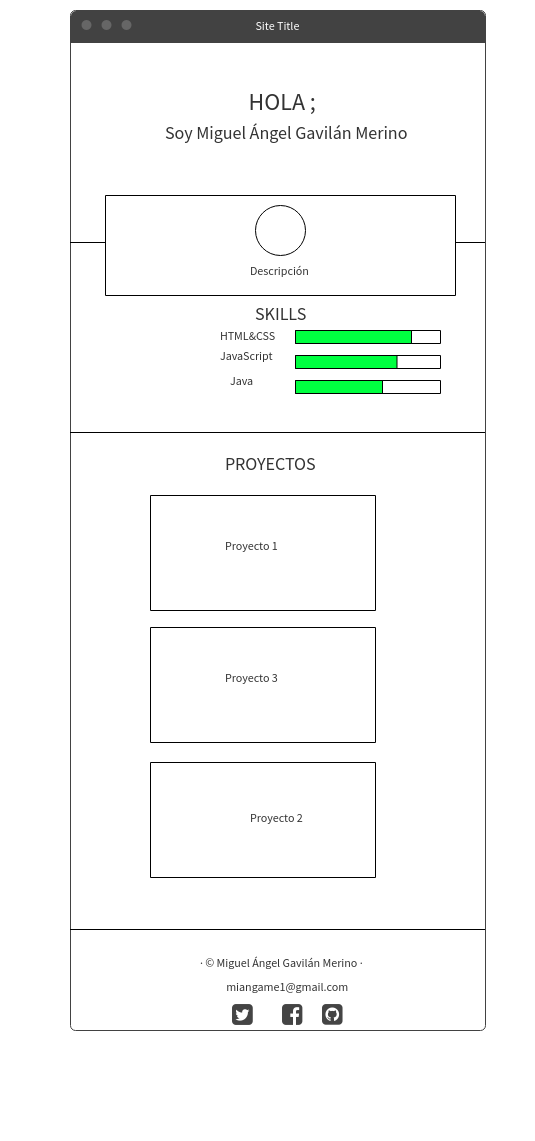 Site Title
HOLA ;
Soy Miguel Ángel Gavilán Merino
Descripción
SKILLS
HTML&CSS
JavaScript
Java
PROYECTOS
Proyecto 1
Proyecto 3
Proyecto 2
· © Miguel Ángel Gavilán Merino ·
miangame1@gmail.com